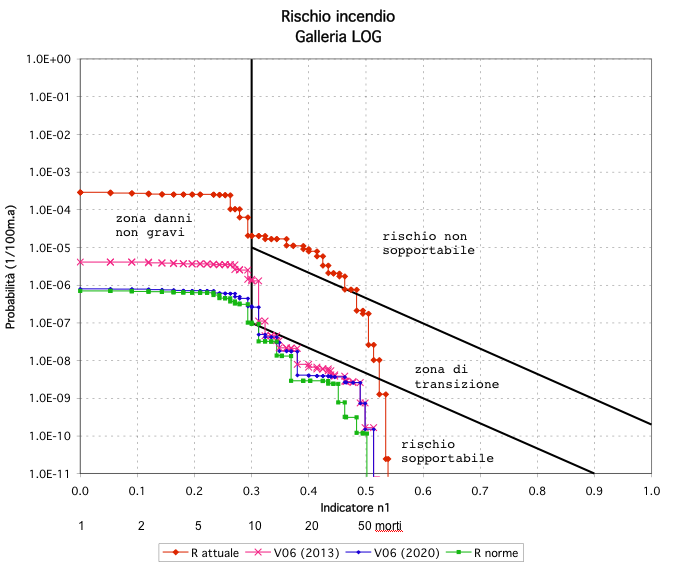 Rischio incendio
Galleria LOG
1.0E+00
1.0E-01
1.0E-02
1.0E-03
1.0E-04
1.0E-05
1.0E-06
1.0E-07
1.0E-08
1.0E-09
1.0E-10
1.0E-11
Probabilità (1/100m.a)
zona danni
non gravi
rischio non
sopportabile
zona di
transizione
rischio
sopportabile
0.0 0.1 0.2 0.3 0.4 0.5 0.6 0.7 0.8 0.9 1.0
Indicatore n1
1 2 5 10 20 50 morti
R attuale V06 (2013) V06 (2020) R norme